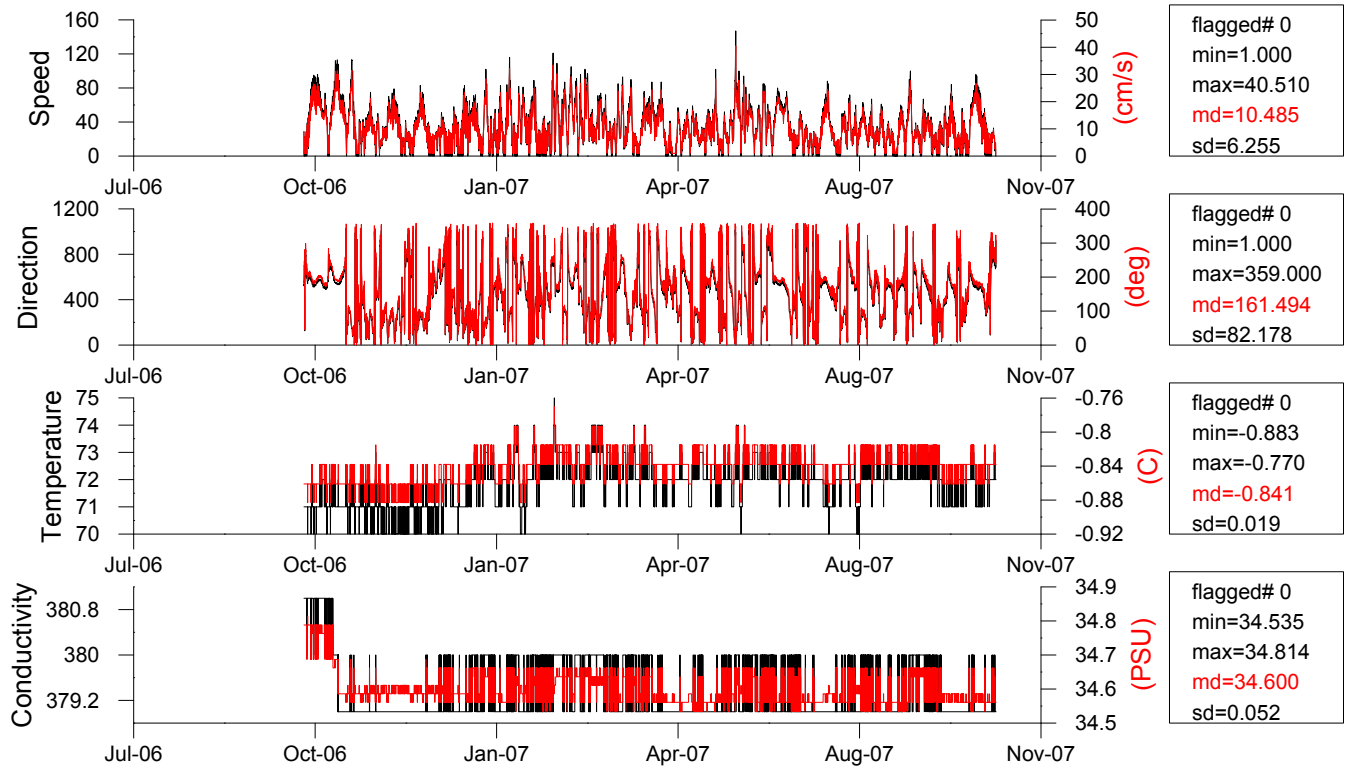 Speed
160
120
80
40
0
50
40
30
20
10
0
(cm/s)
Jul-06 Oct-06 Jan-07 Apr-07 Aug-07 Nov-07
flagged# 0
min=1.000
max=40.510
md=10.485
sd=6.255
Direction
1200
800
400
0
400
300
200
100
0
(deg)
Jul-06 Oct-06 Jan-07 Apr-07 Aug-07 Nov-07
flagged# 0
min=1.000
max=359.000
md=161.494
sd=82.178
Temperature
75
74
73
72
71
70
-0.76
-0.8
-0.84
-0.88
-0.92
(C)
Jul-06 Oct-06 Jan-07 Apr-07 Aug-07 Nov-07
flagged# 0
min=-0.883
max=-0.770
md=-0.841
sd=0.019
Conductivity
380.8
380
379.2
34.9
34.8
34.7
34.6
34.5
(PSU)
Jul-06 Oct-06 Jan-07 Apr-07 Aug-07 Nov-07
flagged# 0
min=34.535
max=34.814
md=34.600
sd=0.052